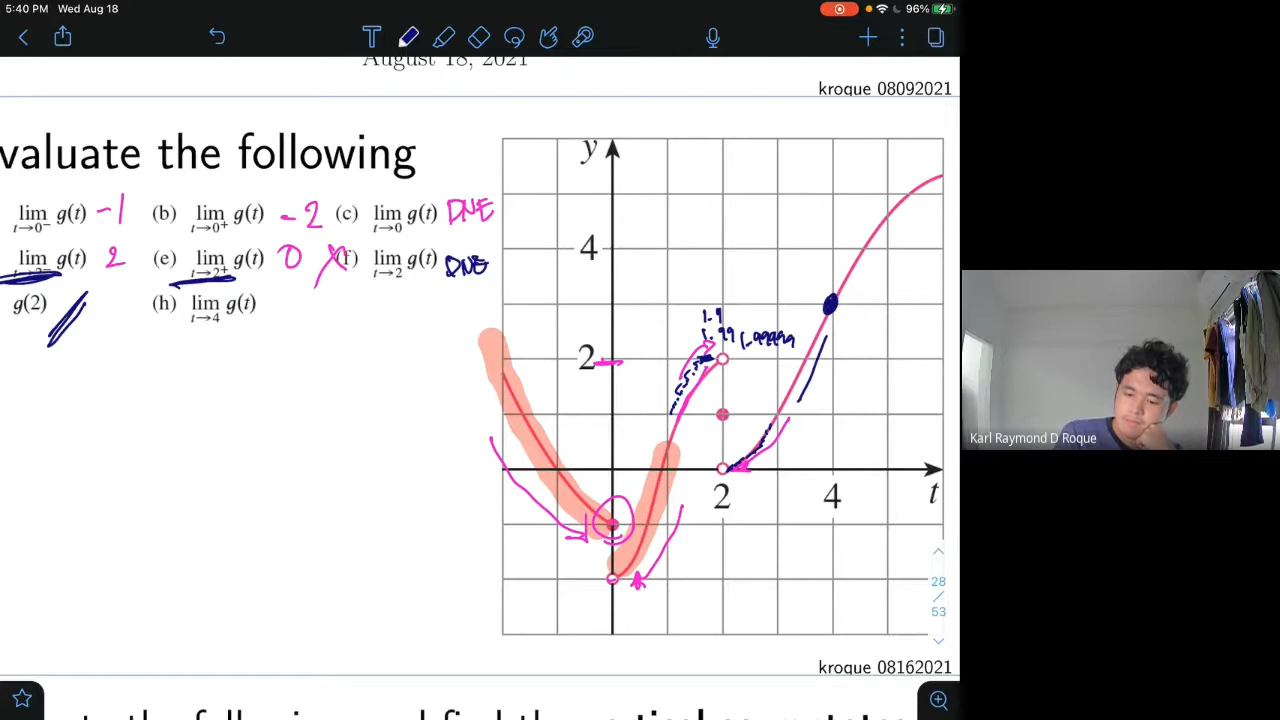 5:40 PM Wed Aug 18
96%
T
August 18, 2021
kroque 08092021
valuate the following
lim t→0⁻ g(t) -1 (b) lim t→0⁺ g(t) -2 (c) lim t→0 g(t) DNE
lim t→2⁻ g(t) 2 (e) lim t→2⁺ g(t) 0 (f) lim t→2 g(t) DNE
g(2) (h) lim t→4 g(t)
y
4
1.9
1.99 1.99999
2
2 4 t
28
53
Karl Raymond D Roque
kroque 08162021